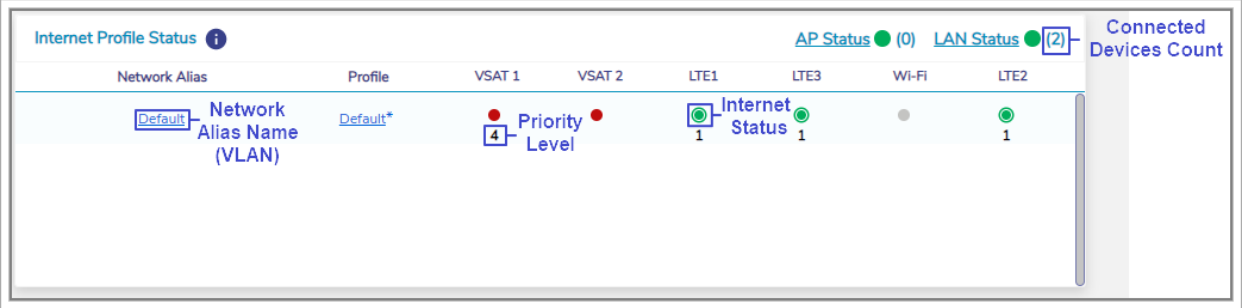 Internet Profile Status i
AP Status (0) LAN Status (2)
Connected
Devices Count
Network Alias Profile VSAT 1 VSAT 2 LTE1 LTE3 Wi-Fi LTE2
Default
Network
Alias Name
(VLAN)
Default*
4
Priority
Level
1
Internet
Status
1
1